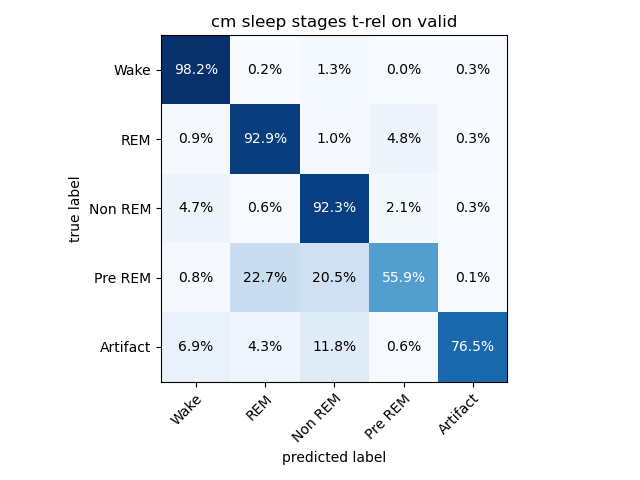 cm sleep stages t-rel on valid
Wake 98.2% 0.2% 1.3% 0.0% 0.3%
REM 0.9% 92.9% 1.0% 4.8% 0.3%
Non REM 4.7% 0.6% 92.3% 2.1% 0.3%
Pre REM 0.8% 22.7% 20.5% 55.9% 0.1%
Artifact 6.9% 4.3% 11.8% 0.6% 76.5%
true label
Wake REM Non REM Pre REM Artifact
predicted label